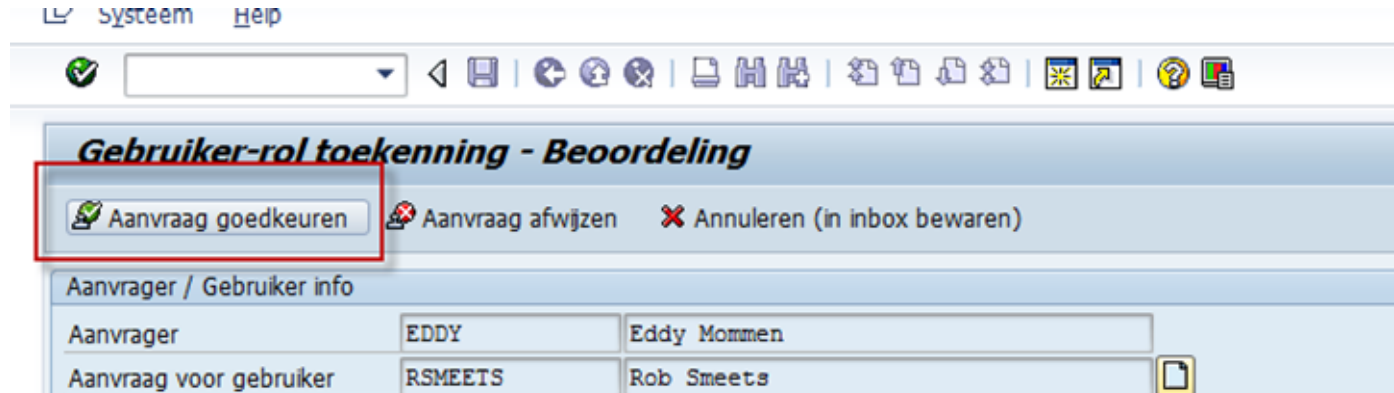 Systeem Help
Gebruiker-rol toekenning - Beoordeling
Aanvraag goedkeuren Aanvraag afwijzen Annuleren (in inbox bewaren)
Aanvrager / Gebruiker info
Aanvrager EDDY Eddy Mommen
Aanvraag voor gebruiker RSMEETS Rob Smeets